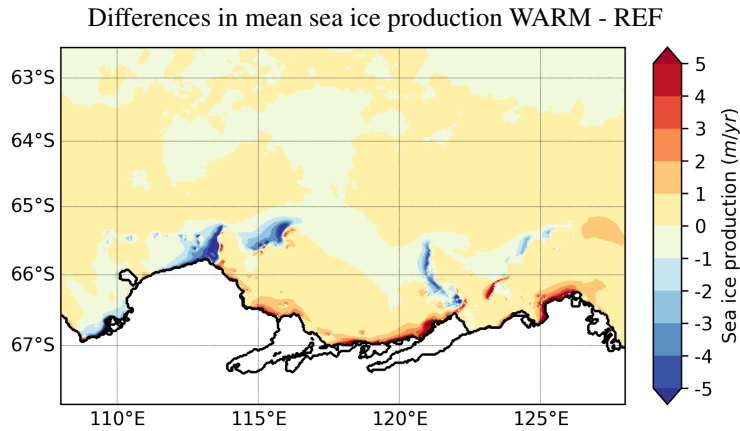 Differences in mean sea ice production WARM - REF
63°S
64°S
65°S
66°S
67°S
110°E
115°E
120°E
125°E
5
4
3
2
1
0
-1
-2
-3
-4
-5
Sea ice production (m/yr)